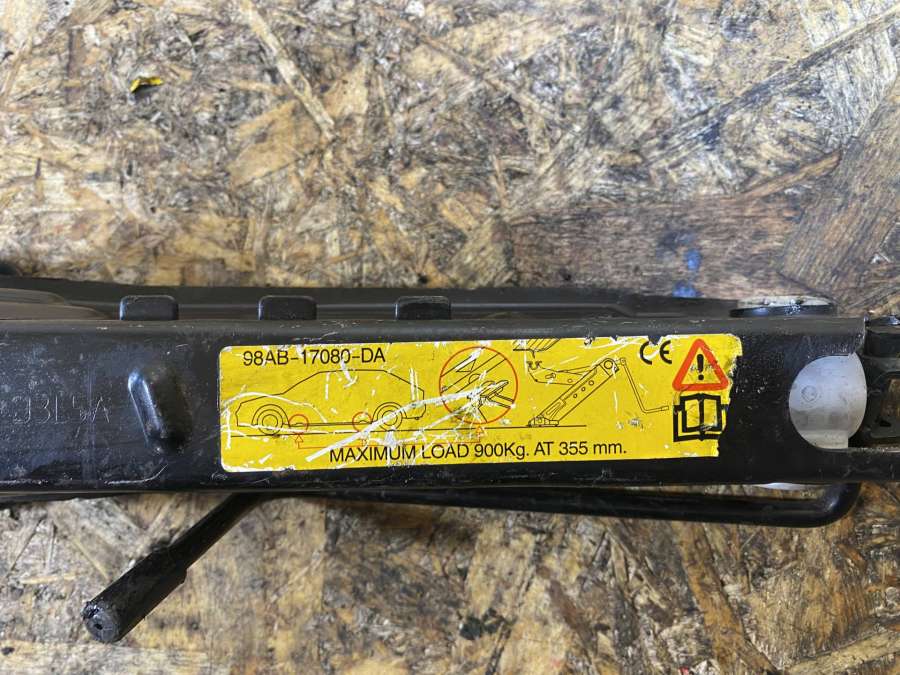 98AB-17080-DA
CE
MAXIMUM LOAD 900Kg. AT 355 mm.